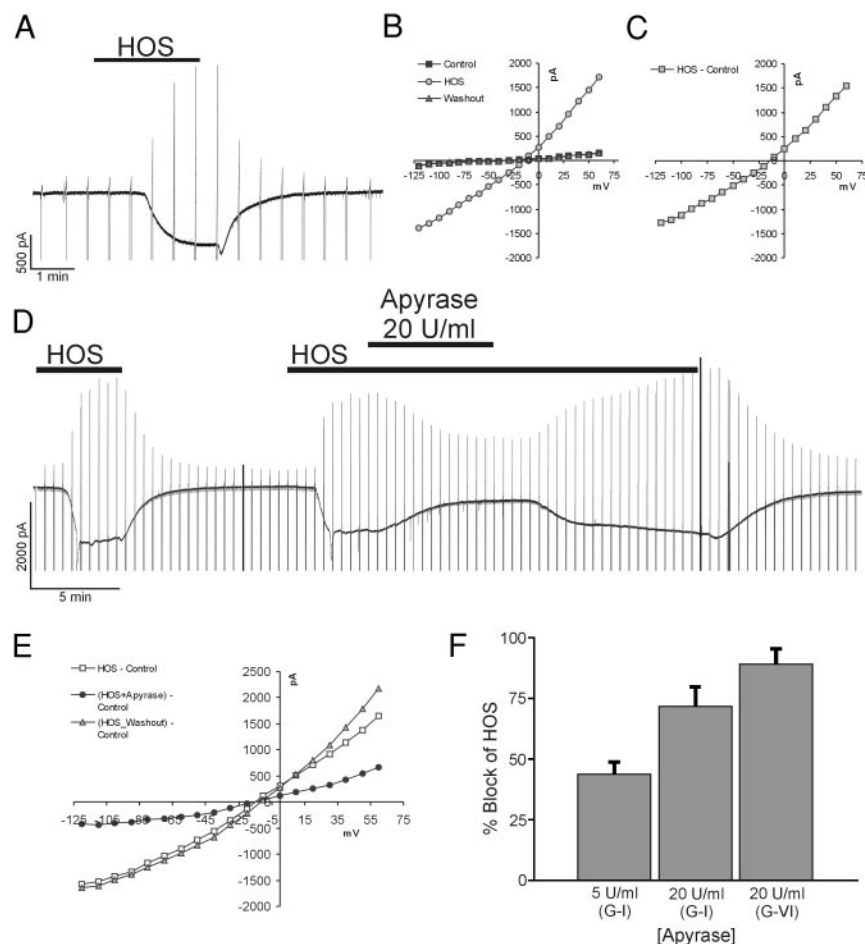 A
HOS
500 pA
1 min
B
Control
HOS
Washout
pA
2000
1500
1000
500
0
-125 -100 -75 -50 -25 0 25 50 75
mV
-500
-1000
-1500
-2000
C
HOS - Control
pA
2000
1500
1000
500
0
-125 -100 -75 -50 -25 0 25 50 75
mV
-500
-1000
-1500
-2000
D
Apyrase
20 U/ml
HOS
HOS
2000 pA
5 min
E
HOS - Control
(HOS+Apyrase) -
Control
(HOS_Washout) -
Control
pA
2500
2000
1500
1000
500
0
-125 -105 -85 -65 -45 -25 -5 15 35 55 75
mV
-500
-1000
-1500
-2000
F
% Block of HOS
100
75
50
25
0
5 U/ml 20 U/ml 20 U/ml
(G-I) (G-I) (G-VI)
[Apyrase]